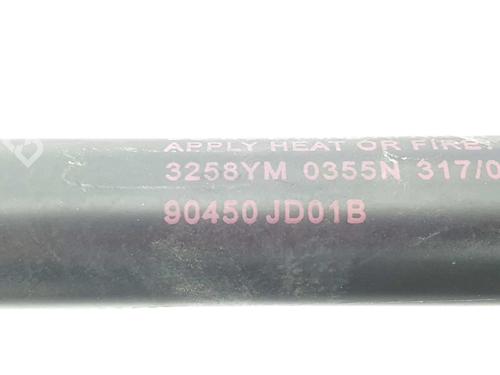 APPLY HEAT OR FIRE.
3258YM 0355N 317/0
90450 JD01B